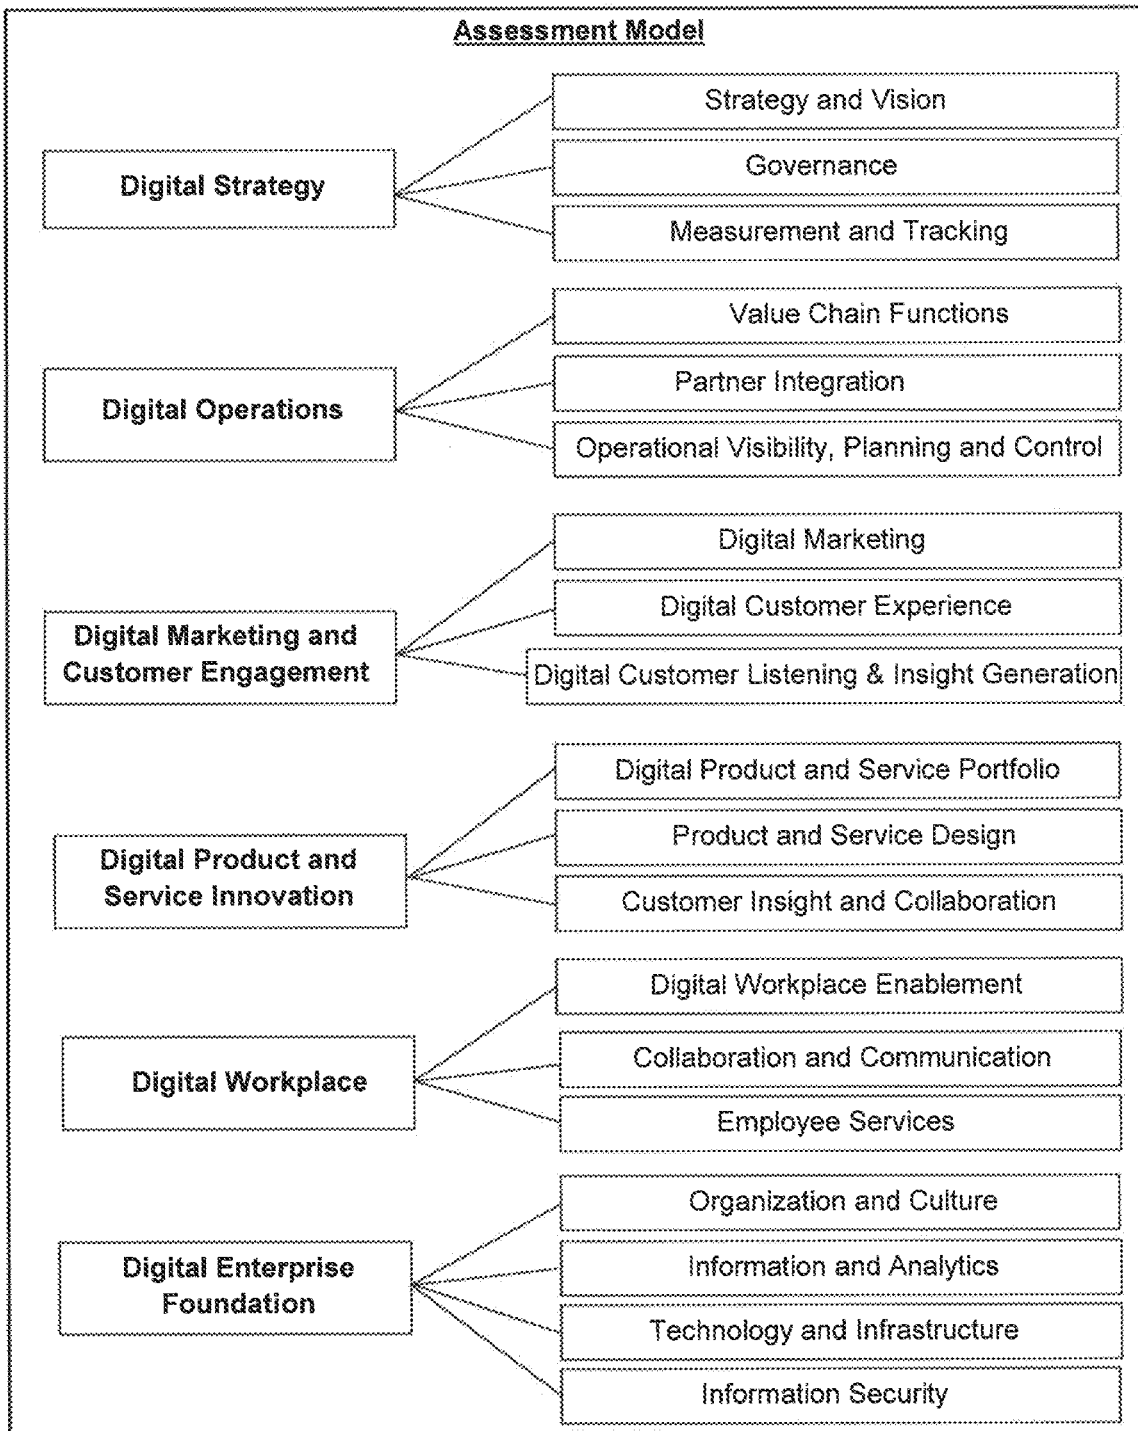 Assessment Model
Digital Strategy
Strategy and Vision
Governance
Measurement and Tracking
Digital Operations
Value Chain Functions
Partner Integration
Operational Visibility, Planning and Control
Digital Marketing and
Customer Engagement
Digital Marketing
Digital Customer Experience
Digital Customer Listening & Insight Generation
Digital Product and
Service Innovation
Digital Product and Service Portfolio
Product and Service Design
Customer Insight and Collaboration
Digital Workplace
Digital Workplace Enablement
Collaboration and Communication
Employee Services
Digital Enterprise
Foundation
Organization and Culture
Information and Analytics
Technology and Infrastructure
Information Security